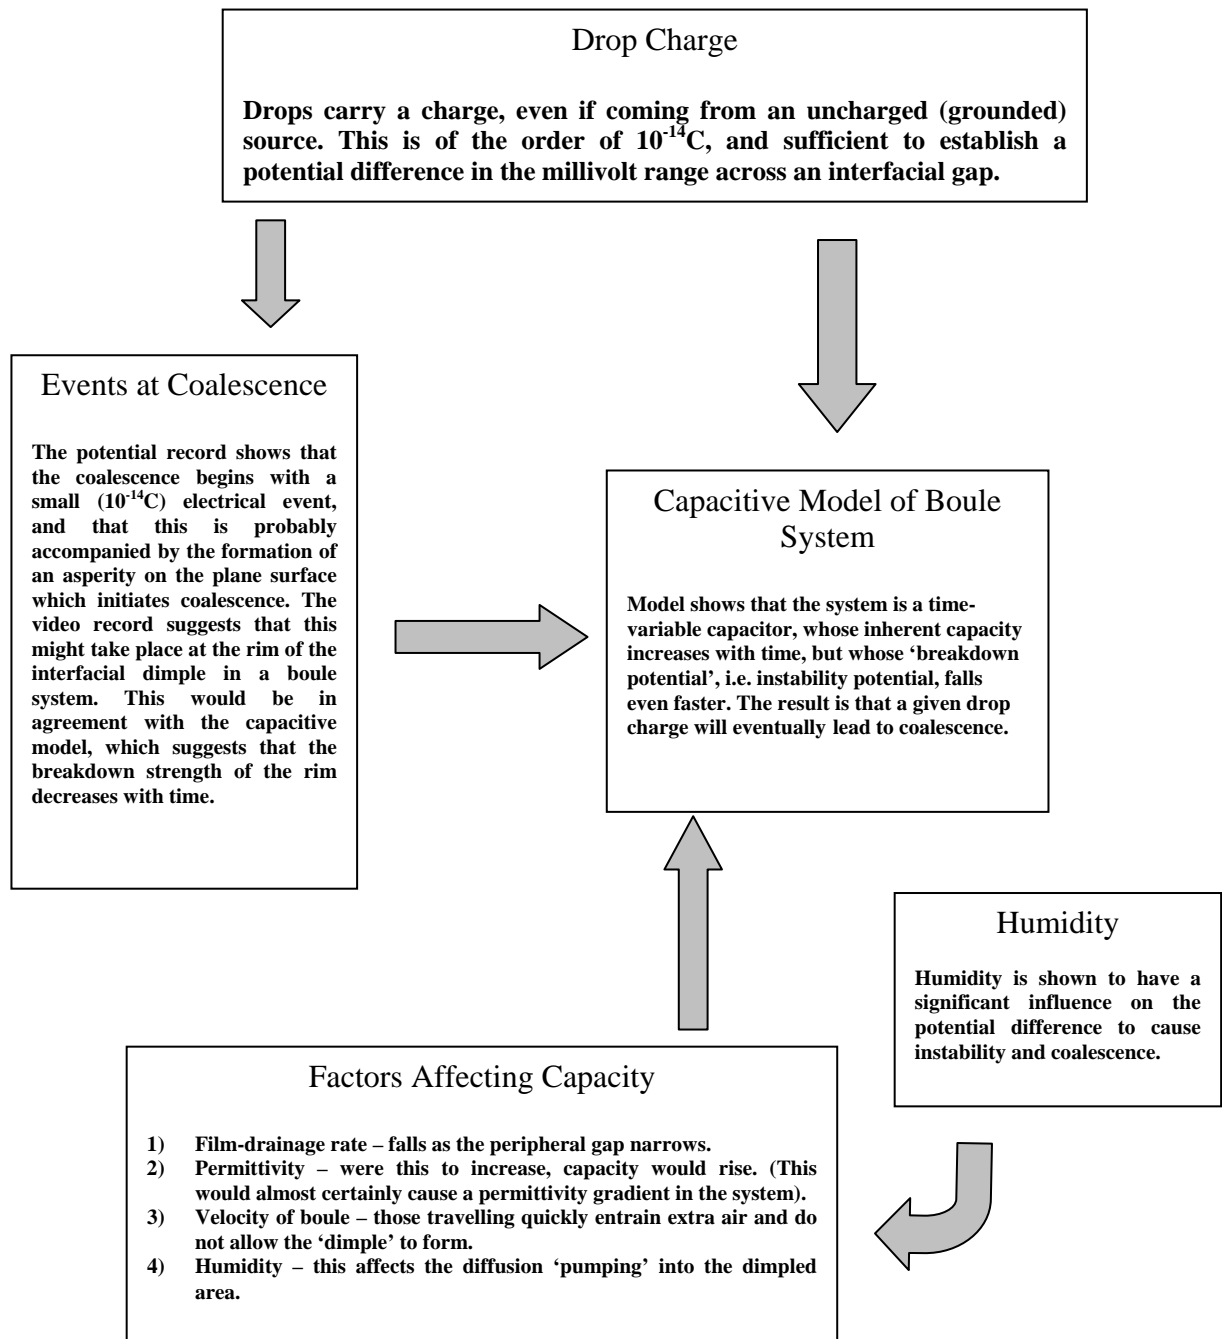 Drop Charge
Drops carry a charge, even if coming from an uncharged (grounded)
source. This is of the order of 10⁻¹⁴C, and sufficient to establish a
potential difference in the millivolt range across an interfacial gap.
Events at Coalescence
The potential record shows that
the coalescence begins with a
small (10⁻¹⁴C) electrical event,
and that this is probably
accompanied by the formation of
an asperity on the plane surface
which initiates coalescence. The
video record suggests that this
might take place at the rim of the
interfacial dimple in a boule
system. This would be in
agreement with the capacitive
model, which suggests that the
breakdown strength of the rim
decreases with time.
Capacitive Model of Boule
System
Model shows that the system is a time-
variable capacitor, whose inherent capacity
increases with time, but whose ‘breakdown
potential’, i.e. instability potential, falls
even faster. The result is that a given drop
charge will eventually lead to coalescence.
Humidity
Humidity is shown to have a
significant influence on the
potential difference to cause
instability and coalescence.
Factors Affecting Capacity
1) Film-drainage rate – falls as the peripheral gap narrows.
2) Permittivity – were this to increase, capacity would rise. (This
would almost certainly cause a permittivity gradient in the system).
3) Velocity of boule – those travelling quickly entrain extra air and do
not allow the ‘dimple’ to form.
4) Humidity – this affects the diffusion ‘pumping’ into the dimpled
area.